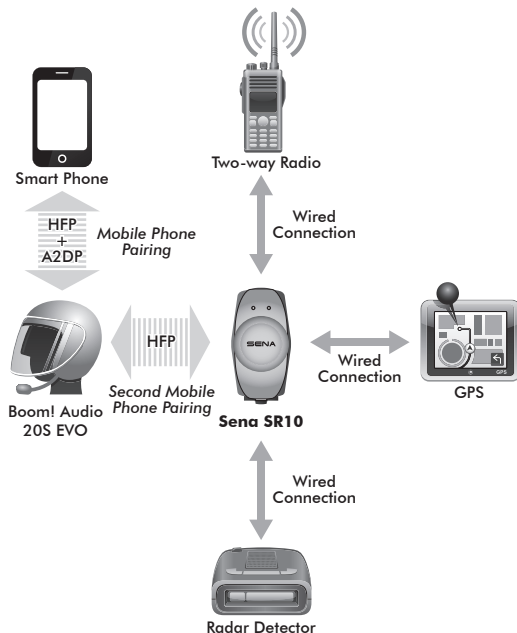 Two-way Radio
Smart Phone
HFP
+
A2DP
Mobile Phone
Pairing
Wired
Connection
HFP
SENA
Wired
Connection
GPS
GPS
Second Mobile
Phone Pairing
Boom! Audio
20S EVO
Sena SR10
Wired
Connection
Radar Detector